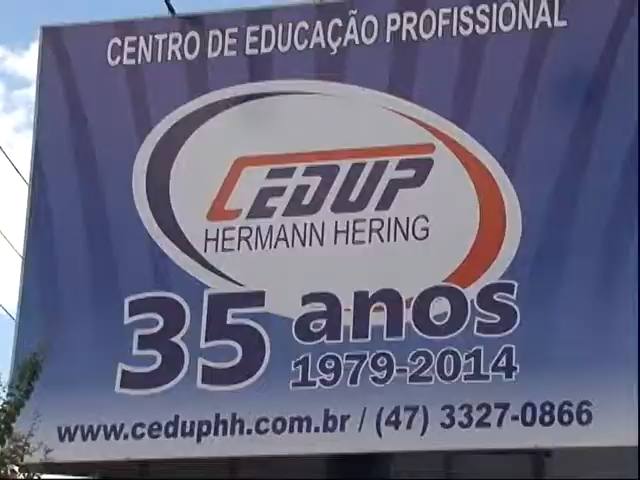 CENTRO DE EDUCAÇÃO PROFISSIONAL
CEDUP
HERMANN HERING
35 anos
1979-2014
www.ceduphh.com.br / (47) 3327-0866